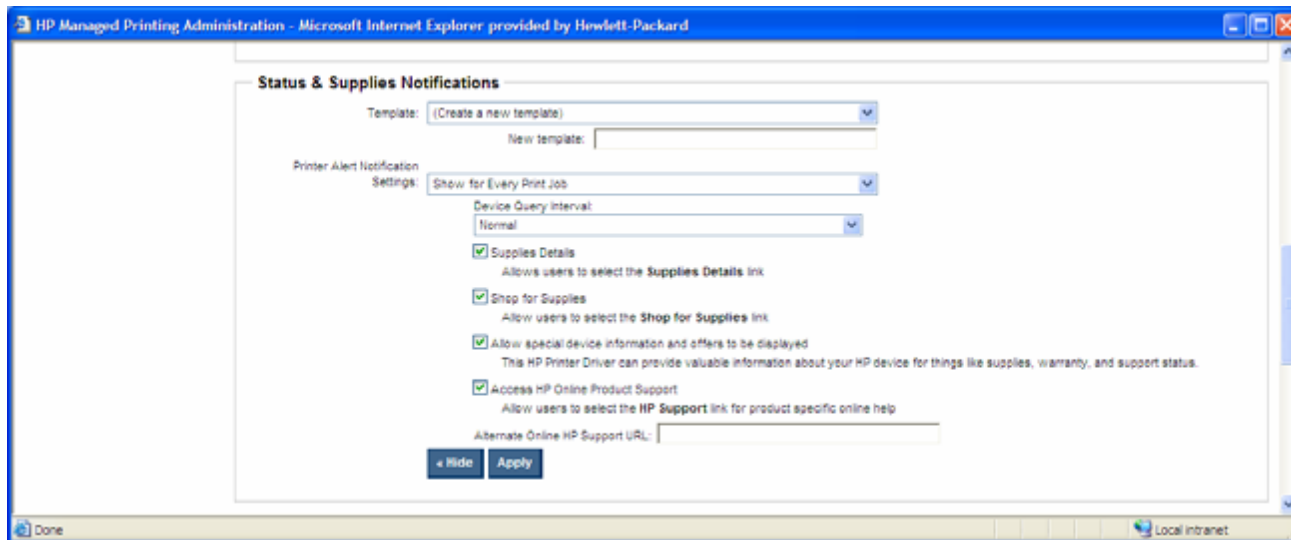 HP Managed Printing Administration - Microsoft Internet Explorer provided by Hewlett-Packard
Status & Supplies Notifications
Template: (Create a new template)
New template:
Printer Alert Notification
Settings: Show for Every Print Job
Device Query Interval:
Normal
Supplies Details
Allows users to select the Supplies Details link
Shop for Supplies
Allow users to select the Shop for Supplies link
Allow special device information and offers to be displayed
This HP Printer Driver can provide valuable information about your HP device for things like supplies, warranty, and support status.
Access HP Online Product Support
Allow users to select the HP Support link for product specific online help
Alternate Online HP Support URL:
« Hide Apply
Done Local intranet